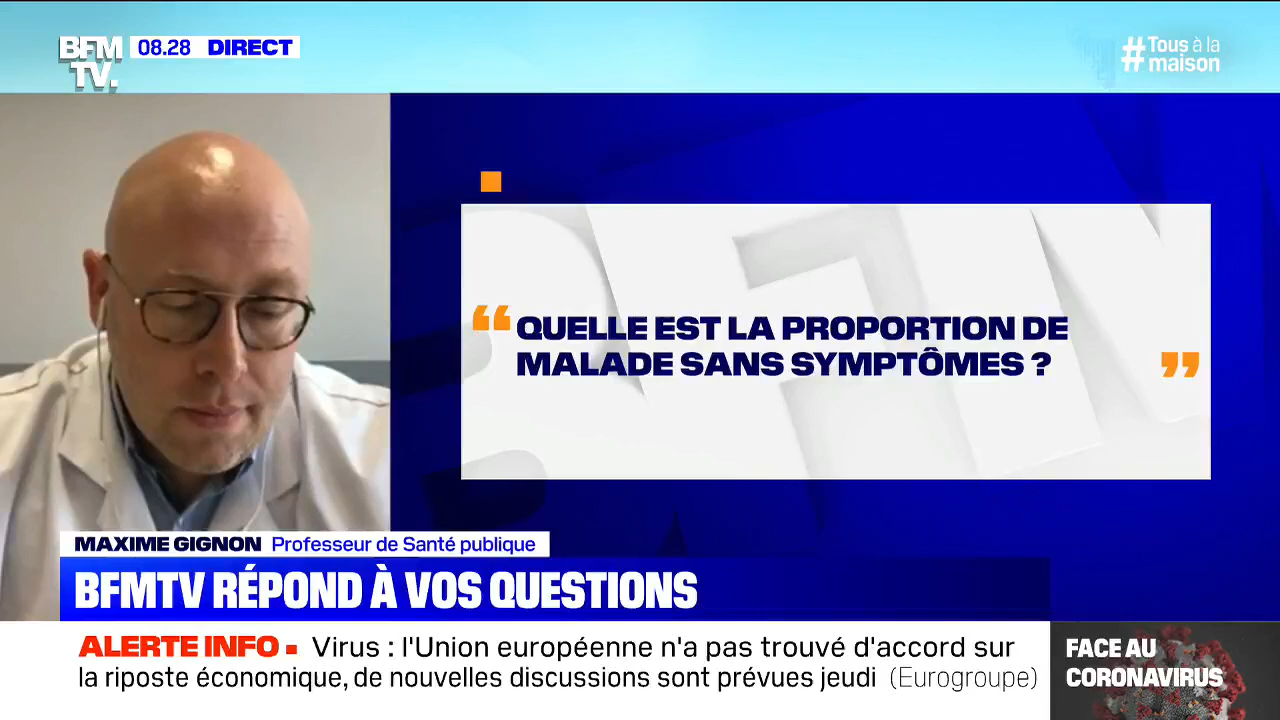 BFM
TV.
08.28 DIRECT
#Tous à la
maison
“QUELLE EST LA PROPORTION DE
MALADE SANS SYMPTÔMES ? ”
MAXIME GIGNON Professeur de Santé publique
BFMTV RÉPOND À VOS QUESTIONS
ALERTE INFO Virus : l'Union européenne n'a pas trouvé d'accord sur
la riposte économique, de nouvelles discussions sont prévues jeudi (Eurogroupe)
FACE AU
CORONAVIRUS